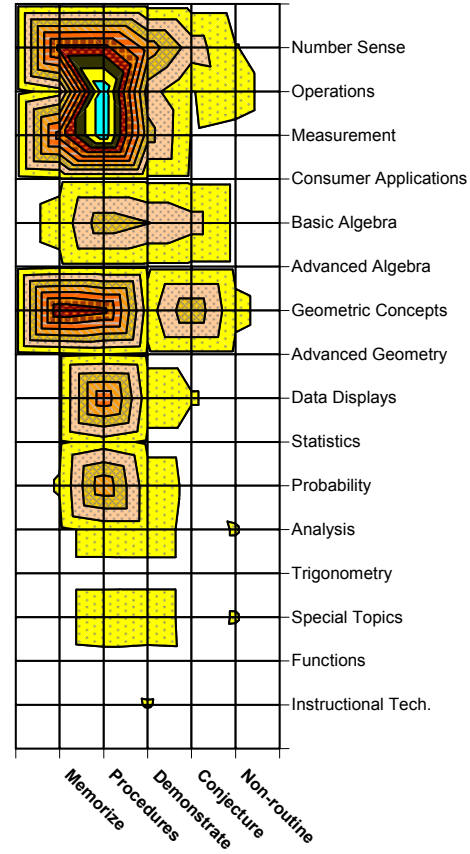 Number Sense
Operations
Measurement
Consumer Applications
Basic Algebra
Advanced Algebra
Geometric Concepts
Advanced Geometry
Data Displays
Statistics
Probability
Analysis
Trigonometry
Special Topics
Functions
Instructional Tech.
Memorize
Procedures
Demonstrate
Conjecture
Non-routine